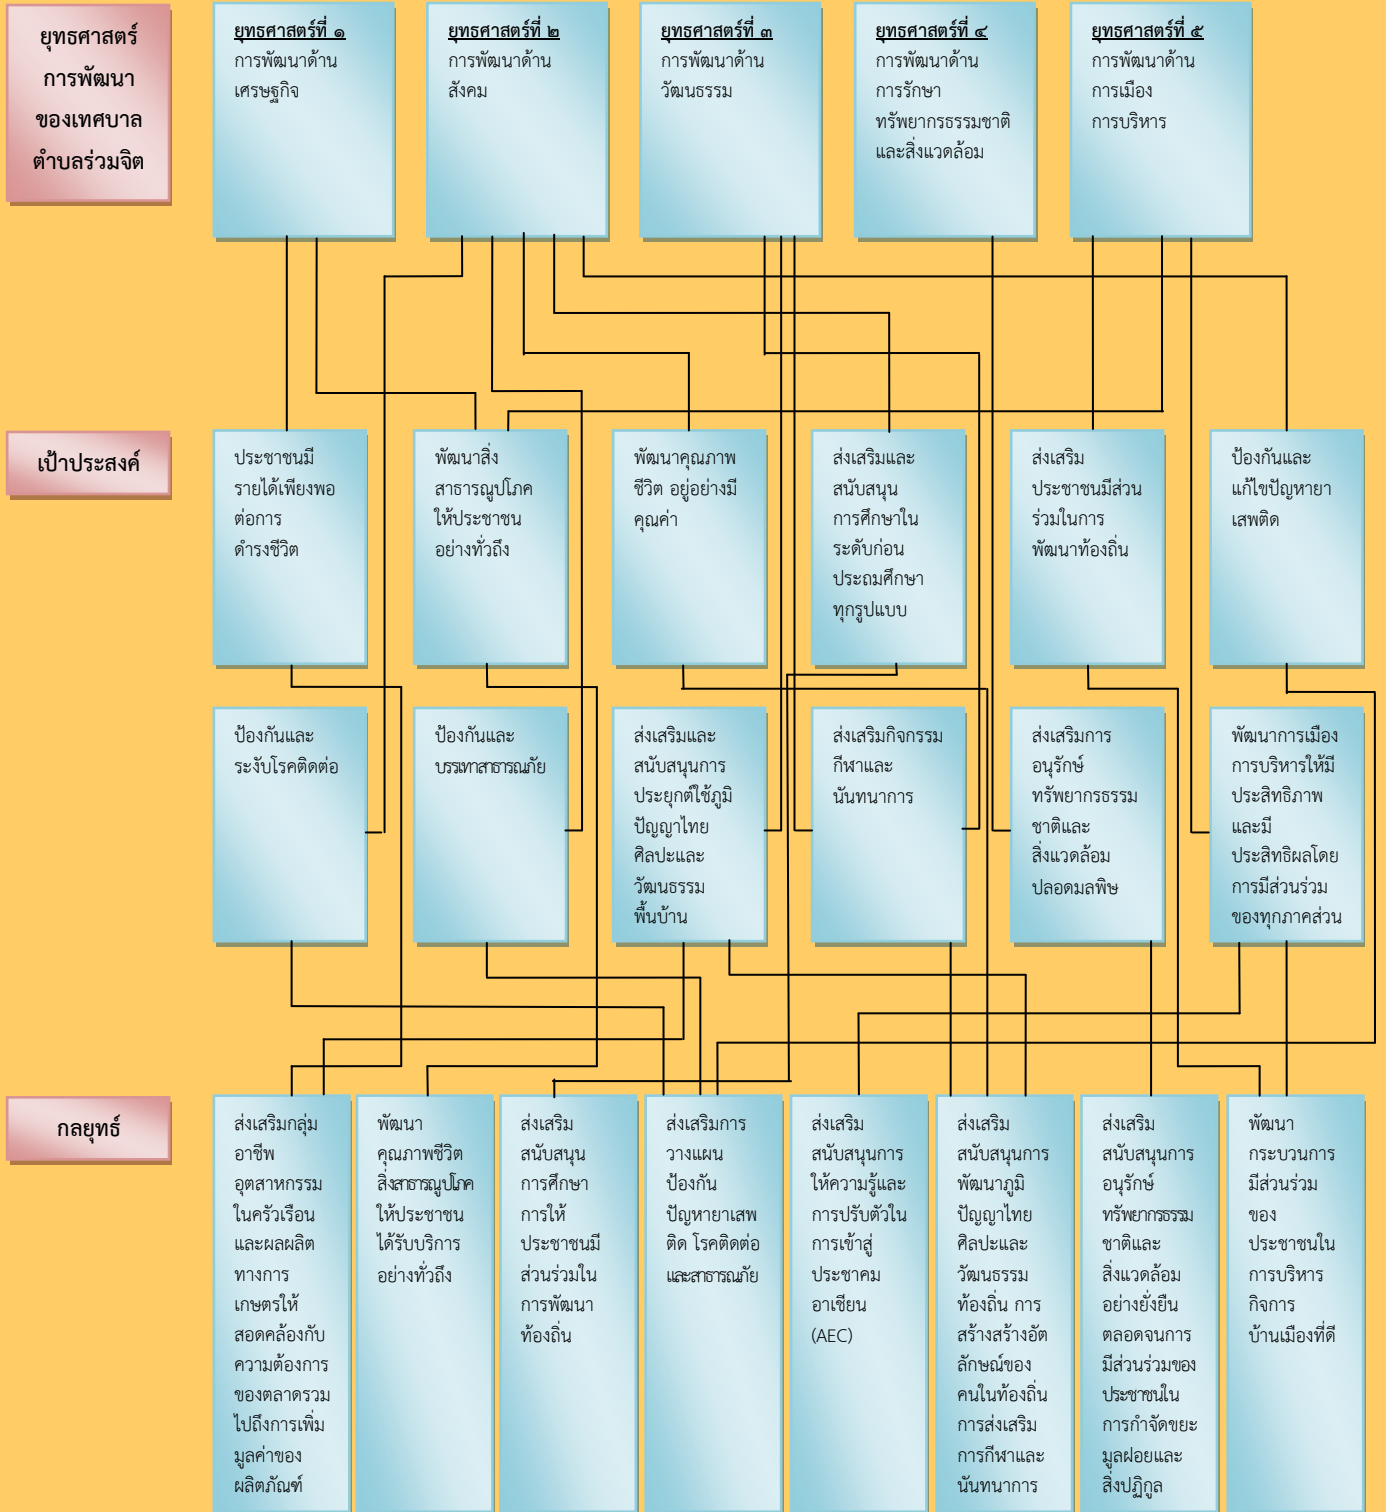 ยุทธศาสตร์
การพัฒนา
ของเทศบาล
ตำบลร่วมจิต
ยุทธศาสตร์ที่ ๑
การพัฒนาด้าน
เศรษฐกิจ
ยุทธศาสตร์ที่ ๒
การพัฒนาด้าน
สังคม
ยุทธศาสตร์ที่ ๓
การพัฒนาด้าน
วัฒนธรรม
ยุทธศาสตร์ที่ ๔
การพัฒนาด้าน
การรักษา
ทรัพยากรธรรมชาติ
และสิ่งแวดล้อม
ยุทธศาสตร์ที่ ๕
การพัฒนาด้าน
การเมือง
การบริหาร
เป้าประสงค์
ประชาชนมี
รายได้เพียงพอ
ต่อการ
ดำรงชีวิต
พัฒนาสิ่ง
สาธารณูปโภค
ให้ประชาชน
อย่างทั่วถึง
พัฒนาคุณภาพ
ชีวิต อยู่อย่างมี
คุณค่า
ส่งเสริมและ
สนับสนุน
การศึกษาใน
ระดับก่อน
ประถมศึกษา
ทุกรูปแบบ
ส่งเสริม
ประชาชนมีส่วน
ร่วมในการ
พัฒนาท้องถิ่น
ป้องกันและ
แก้ไขปัญหายา
เสพติด
ป้องกันและ
ระงับโรคติดต่อ
ป้องกันและ
บรรเทาสาธารณภัย
ส่งเสริมและ
สนับสนุนการ
ประยุกต์ใช้ภูมิ
ปัญญาไทย
ศิลปะและ
วัฒนธรรม
พื้นบ้าน
ส่งเสริมกิจกรรม
กีฬาและ
นันทนาการ
ส่งเสริมการ
อนุรักษ์
ทรัพยากรธรรม
ชาติและ
สิ่งแวดล้อม
ปลอดมลพิษ
พัฒนาการเมือง
การบริหารให้มี
ประสิทธิภาพ
และมี
ประสิทธิผลโดย
การมีส่วนร่วม
ของทุกภาคส่วน
กลยุทธ์
ส่งเสริมกลุ่ม
อาชีพ
อุตสาหกรรม
ในครัวเรือน
และผลผลิต
ทางการ
เกษตรให้
สอดคล้องกับ
ความต้องการ
ของตลาดรวม
ไปถึงการเพิ่ม
มูลค่าของ
ผลิตภัณฑ์
พัฒนา
คุณภาพชีวิต
สิ่งสาธารณูปโภค
ให้ประชาชน
ได้รับบริการ
อย่างทั่วถึง
ส่งเสริม
สนับสนุน
การศึกษา
การให้
ประชาชนมี
ส่วนร่วมใน
การพัฒนา
ท้องถิ่น
ส่งเสริมการ
วางแผน
ป้องกัน
ปัญหายาเสพ
ติด โรคติดต่อ
และสาธารณภัย
ส่งเสริม
สนับสนุนการ
ให้ความรู้และ
การปรับตัวใน
การเข้าสู่
ประชาคม
อาเซียน
(AEC)
ส่งเสริม
สนับสนุนการ
พัฒนาภูมิ
ปัญญาไทย
ศิลปะและ
วัฒนธรรม
ท้องถิ่น การ
สร้างสร้างอัต
ลักษณ์ของ
คนในท้องถิ่น
การส่งเสริม
การกีฬาและ
นันทนาการ
ส่งเสริม
สนับสนุนการ
อนุรักษ์
ทรัพยากรธรรม
ชาติและ
สิ่งแวดล้อม
อย่างยั่งยืน
ตลอดจนการ
มีส่วนร่วมของ
ประชาชนใน
การกำจัดขยะ
มูลฝอยและ
สิ่งปฏิกูล
พัฒนา
กระบวนการ
มีส่วนร่วม
ของ
ประชาชนใน
การบริหาร
กิจการ
บ้านเมืองที่ดี